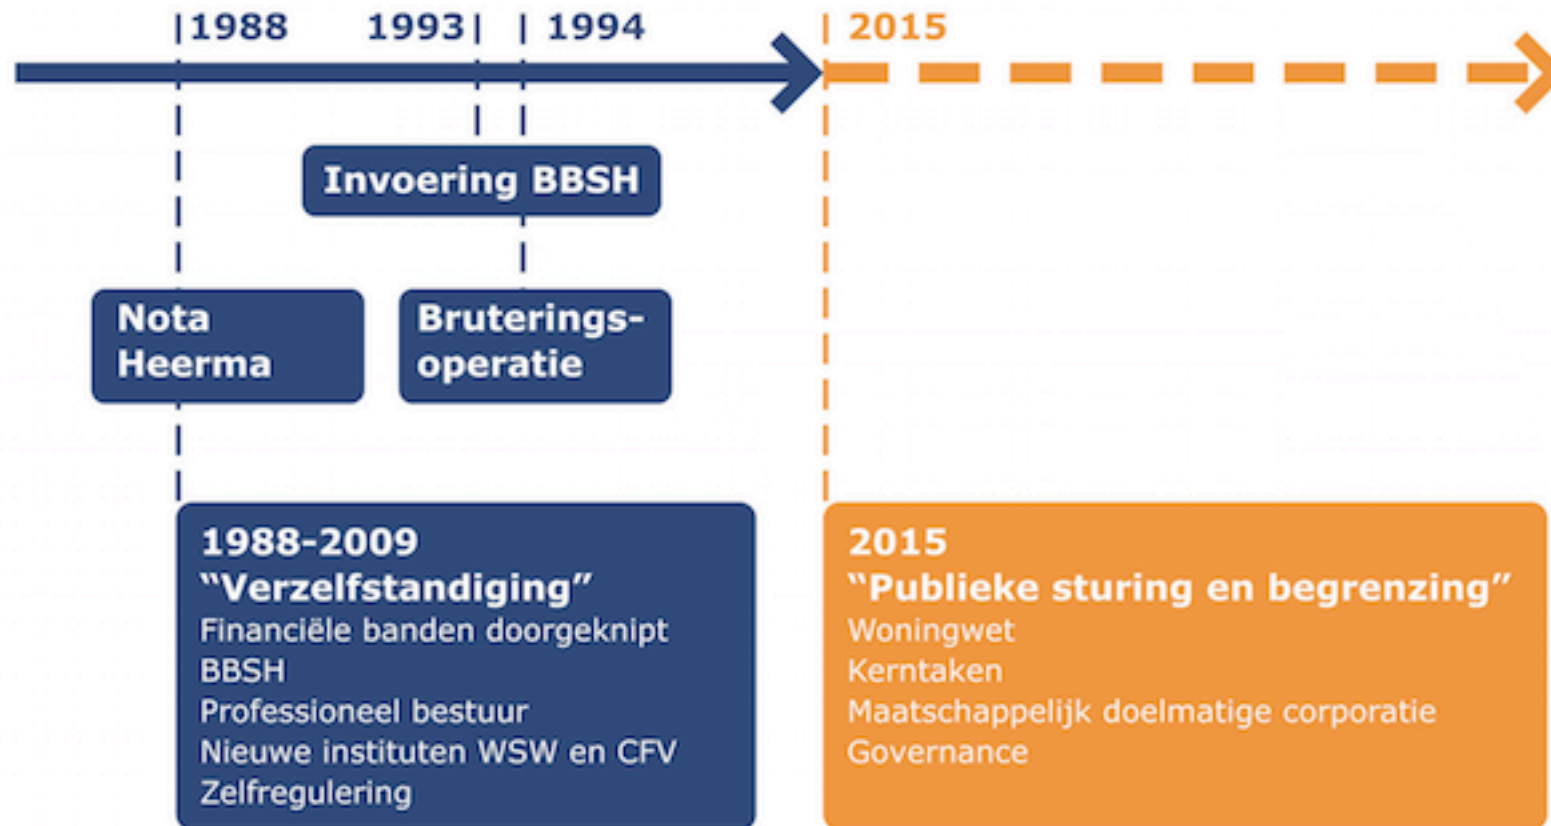 1988
1993
1994
2015
Invoering BBSH
Nota
Heerma
Bruterings-
operatie
1988-2009
“Verzelfstandiging”
Financiële banden doorgeknipt
BBSH
Professioneel bestuur
Nieuwe instituten WSW en CFV
Zelfregulering
2015
“Publieke sturing en begrenzing”
Woningwet
Kerntaken
Maatschappelijk doelmatige corporatie
Governance